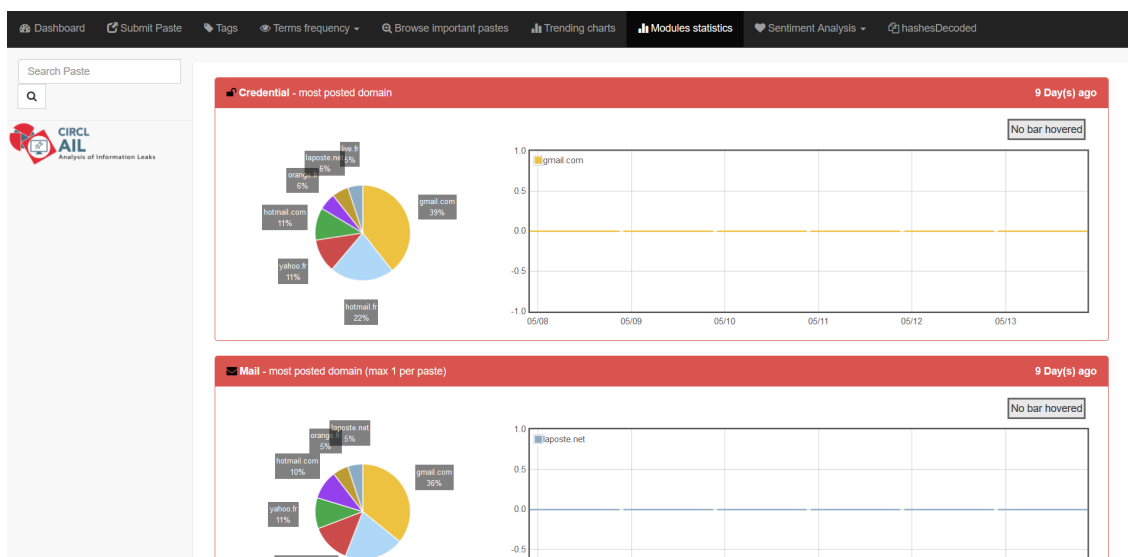 Dashboard Submit Paste Tags Terms frequency Browse important pastes Trending charts Modules statistics Sentiment Analysis hashesDecoded
Search Paste
CIRCL
AIL
Analysis of Information Leaks
Credential - most posted domain 9 Day(s) ago
No bar hovered
live.fr
5%
laposte.net
6%
orange.fr
6%
hotmail.com
11%
yahoo.fr
11%
hotmail.fr
22%
gmail.com
39%
gmail.com
1.0
0.5
0.0
-0.5
-1.0
05/08 05/09 05/10 05/11 05/12 05/13
Mail - most posted domain (max 1 per paste) 9 Day(s) ago
No bar hovered
laposte.net
5%
orange.fr
5%
hotmail.com
10%
yahoo.fr
11%
gmail.com
36%
laposte.net
1.0
0.5
0.0
-0.5